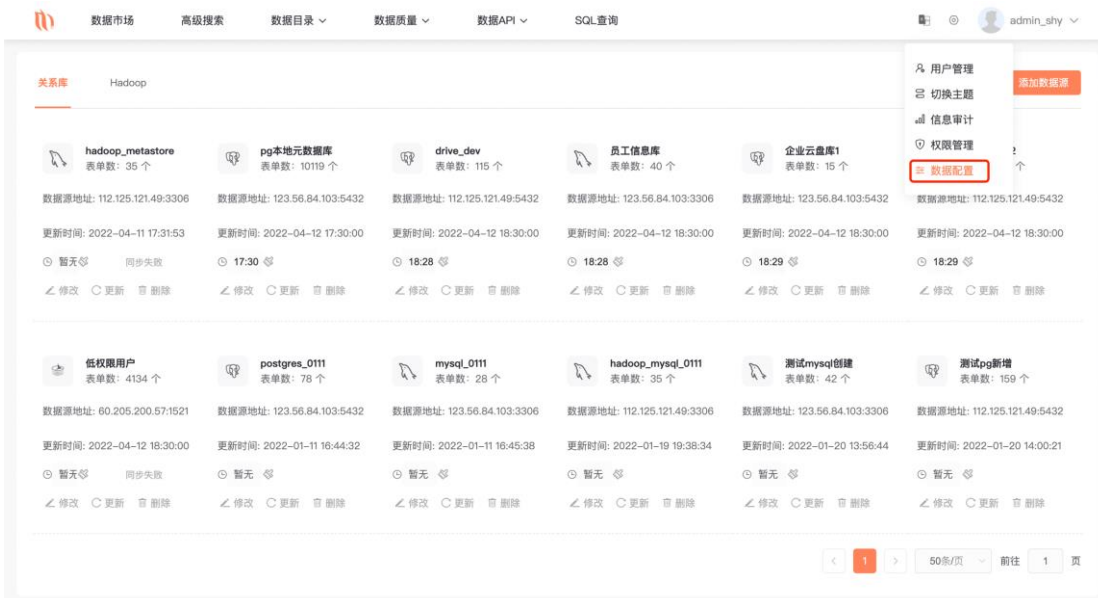 数据市场 高级搜索 数据目录 数据质量 数据API SQL查询 admin_shy
用户管理
切换主题
信息审计
权限管理
数据配置
关系库 Hadoop 添加数据源
hadoop_metastore
表单数: 35 个
数据源地址: 112.125.121.49:3306
更新时间: 2022-04-11 17:31:53
暂无 同步失败
修改 更新 删除
pg本地元数据库
表单数: 10119 个
数据源地址: 123.56.84.103:5432
更新时间: 2022-04-12 17:30:00
17:30
修改 更新 删除
drive_dev
表单数: 115 个
数据源地址: 112.125.121.49:5432
更新时间: 2022-04-12 18:30:00
18:28
修改 更新 删除
员工信息库
表单数: 40 个
数据源地址: 123.56.84.103:3306
更新时间: 2022-04-12 18:30:00
18:28
修改 更新 删除
企业云盘库1
表单数: 15 个
数据源地址: 123.56.84.103:5432
更新时间: 2022-04-12 18:30:00
18:29
修改 更新 删除
个
数据源地址: 112.125.121.49:5432
更新时间: 2022-04-12 18:30:00
18:29
修改 更新 删除
低权限用户
表单数: 4134 个
数据源地址: 60.205.200.57:1521
更新时间: 2022-04-12 18:30:00
暂无 同步失败
修改 更新 删除
postgres_0111
表单数: 78 个
数据源地址: 123.56.84.103:5432
更新时间: 2022-01-11 16:44:32
暂无
修改 更新 删除
mysql_0111
表单数: 28 个
数据源地址: 123.56.84.103:3306
更新时间: 2022-01-11 16:45:38
暂无
修改 更新 删除
hadoop_mysql_0111
表单数: 35 个
数据源地址: 112.125.121.49:3306
更新时间: 2022-01-19 19:38:34
暂无
修改 更新 删除
测试mysql创建
表单数: 42 个
数据源地址: 123.56.84.103:3306
更新时间: 2022-01-20 13:56:44
暂无
修改 更新 删除
测试pg新增
表单数: 159 个
数据源地址: 112.125.121.49:5432
更新时间: 2022-01-20 14:00:21
暂无
修改 更新 删除
1 50条/页 前往 1 页